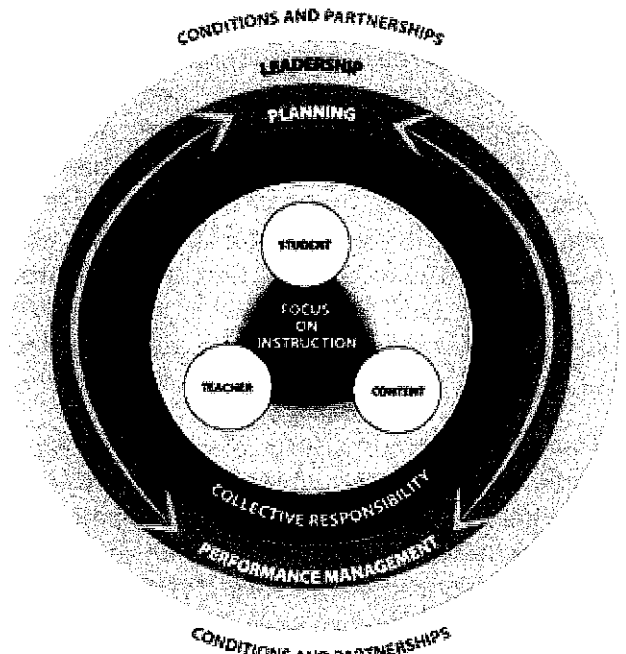 CONDITIONS AND PARTNERSHIPS
LEADERSHIP
PLANNING
STUDENT
FOCUS
ON
INSTRUCTION
TEACHER
CONTENT
COLLECTIVE RESPONSIBILITY
PERFORMANCE MANAGEMENT
CONDITIONS AND PARTNERSHIPS